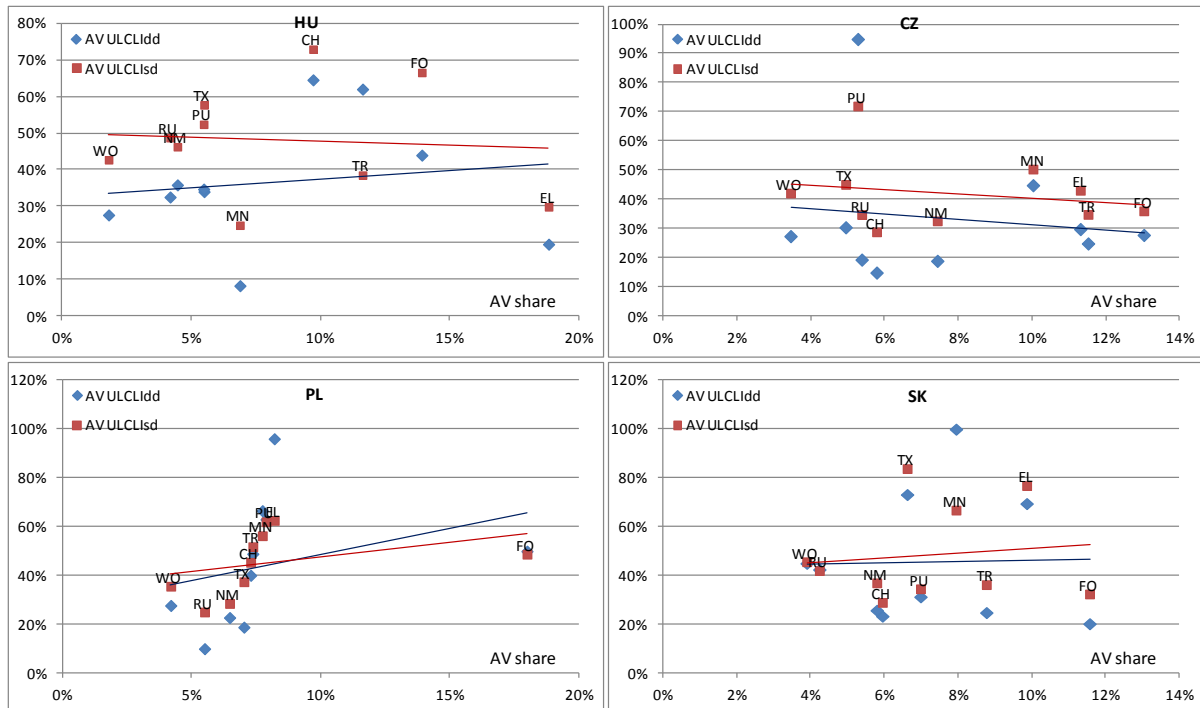 HU
AV ULCLIdd
AV ULCLIsd
80%
70%
60%
50%
40%
30%
20%
10%
0%
CH
FO
TX
PU
RU
NM
WO
TR
MN
EL
AV share
0% 5% 10% 15% 20%
CZ
AV ULCLIdd
AV ULCLIsd
100%
90%
80%
70%
60%
50%
40%
30%
20%
10%
0%
PU
MN
TX
WO
EL
RU
TR
FO
NM
CH
AV share
0% 2% 4% 6% 8% 10% 12% 14%
PL
AV ULCLIdd
AV ULCLIsd
120%
100%
80%
60%
40%
20%
0%
PU
EL
MN
TR
CH
FO
TX
WO
NM
RU
AV share
0% 5% 10% 15% 20%
SK
AV ULCLIdd
AV ULCLIsd
120%
100%
80%
60%
40%
20%
0%
TX
EL
MN
WO
RU
NM
TR
PU
CH
FO
AV share
0% 2% 4% 6% 8% 10% 12% 14%